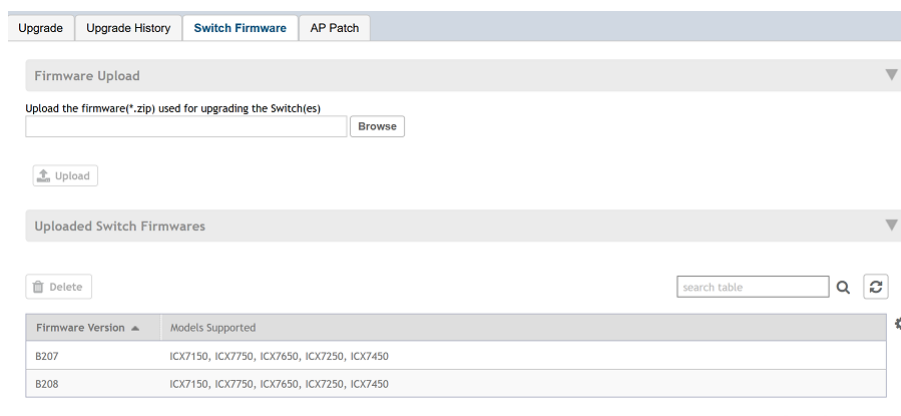 Upgrade Upgrade History Switch Firmware AP Patch
Firmware Upload
Upload the firmware(*.zip) used for upgrading the Switch(es)
Browse
Upload
Uploaded Switch Firmwares
Delete search table
Firmware Version Models Supported
B207 ICX7150, ICX7750, ICX7650, ICX7250, ICX7450
B208 ICX7150, ICX7750, ICX7650, ICX7250, ICX7450